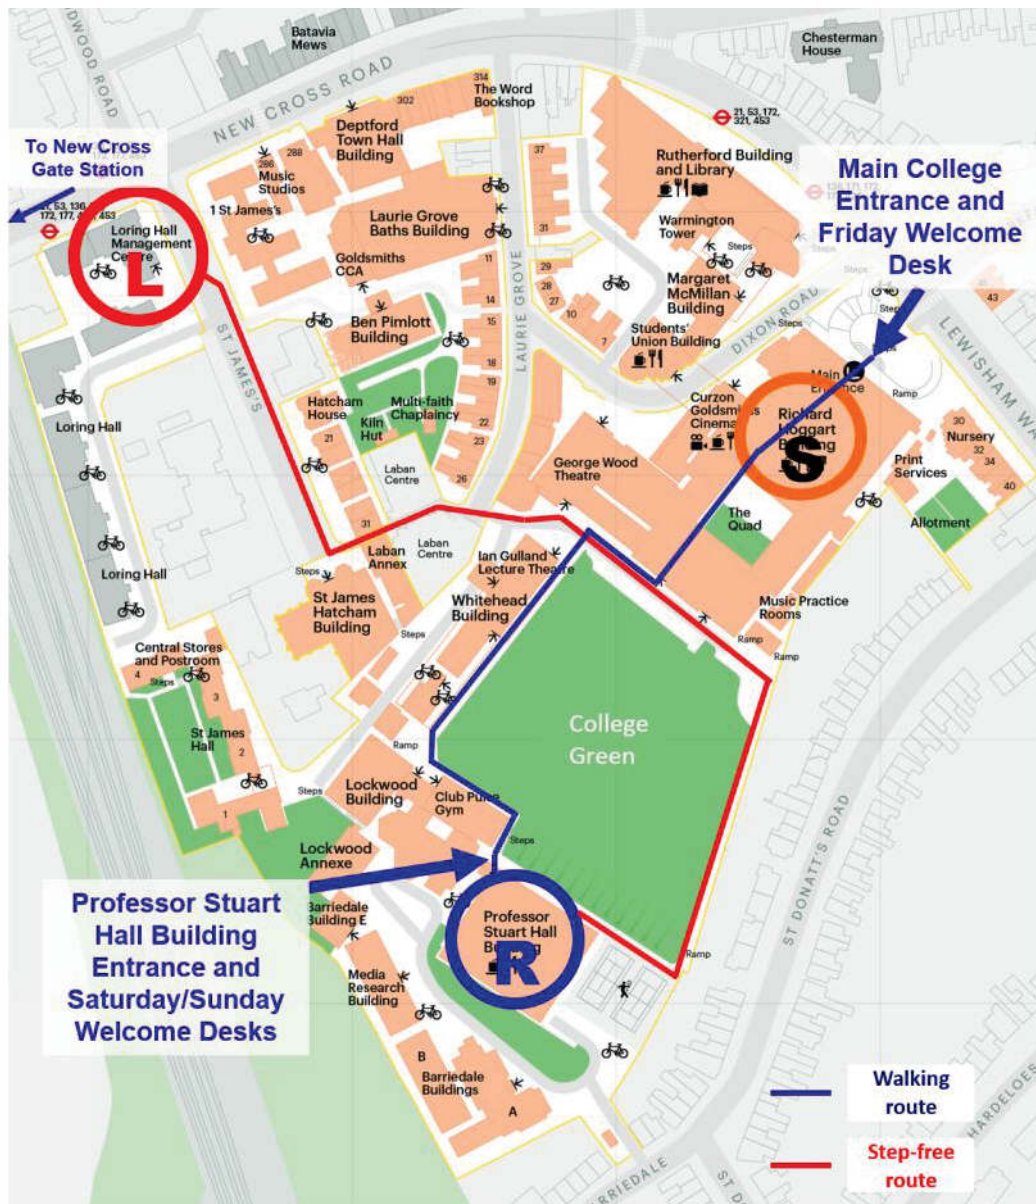 Batavia
Mews
Chesterman
House
NEW CROSS ROAD
314
The Word
Bookshop
302
Deptford
Town Hall
Building
21, 53, 172,
321, 453
To New Cross
Gate Station
288
286
Music
Studios
37
Rutherford Building
and Library
Main College
Entrance and
Friday Welcome
Desk
1 St James's
Laurie Grove
Baths Building
31
Warmington
Tower
Steps
Loring Hall
Management
Centre
L
Goldsmiths
CCA
11
29
28
27
10
7
Margaret
McMillan
Building
14
Ben Pimlott
Building
15
LAURIE GROVE
Students'
Union Building
DIXON ROAD
Steps
43
LEWISHAM WA
ST JAMES'S
18
19
Main
Entrance
Ramp
Hatcham
House
Kiln
Hut
Multi-faith
Chaplaincy
22
23
26
Curzon
Goldsmiths
Cinema
Richard
Hoggart
Building
S
30
Nursery
32
34
40
Print
Services
Loring Hall
21
Laban
Centre
George Wood
Theatre
The
Quad
Allotment
31
Laban
Annex
Laban
Centre
Ian Gulland
Lecture Theatre
Steps
Loring Hall
St James
Hatcham
Building
Whitehead
Building
Music Practice
Rooms
Steps
Ramp
Ramp
Central Stores
and Postroom
4
Steps
3
St James
Hall
2
1
College
Green
Ramp
Steps
Lockwood
Building
Club Pulse
Gym
Steps
Lockwood
Annexe
Professor Stuart
Hall Building
Entrance and
Saturday/Sunday
Welcome Desks
Barriedale
Building E
Professor
Stuart Hall
Building
R
Ramp
ST DONATT'S ROAD
Media
Research
Building
B
Barriedale
Buildings
A
Walking
route
Step-free
route